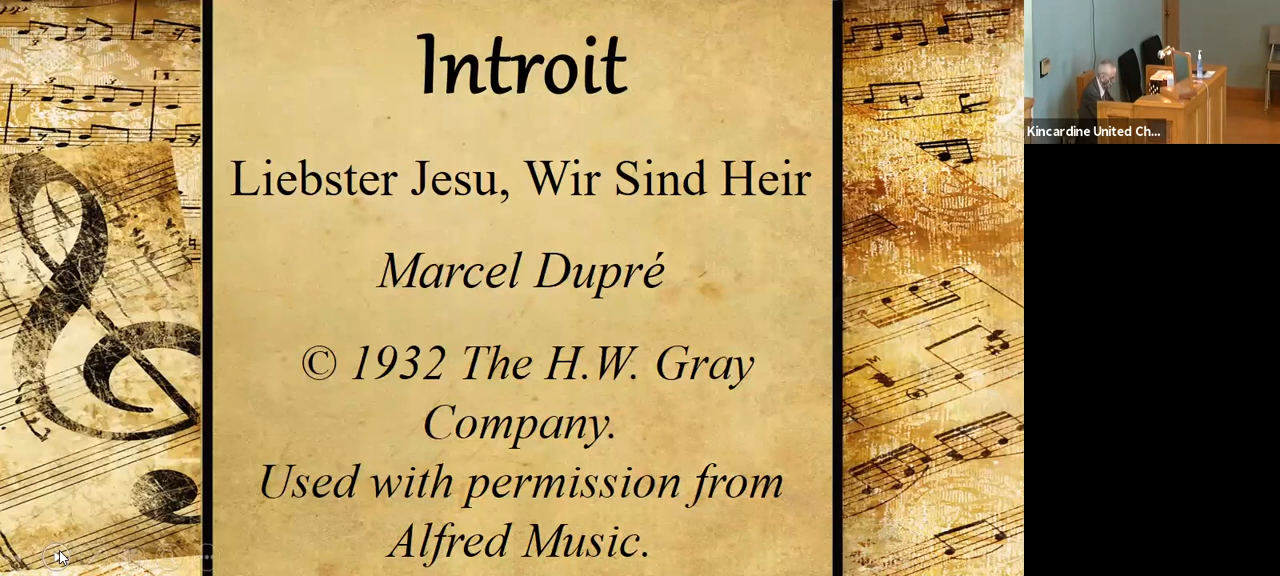 Introit
Liebster Jesu, Wir Sind Heir
Marcel Dupré
© 1932 The H.W. Gray
Company.
Used with permission from
Alfred Music.
Kincardine United Ch...